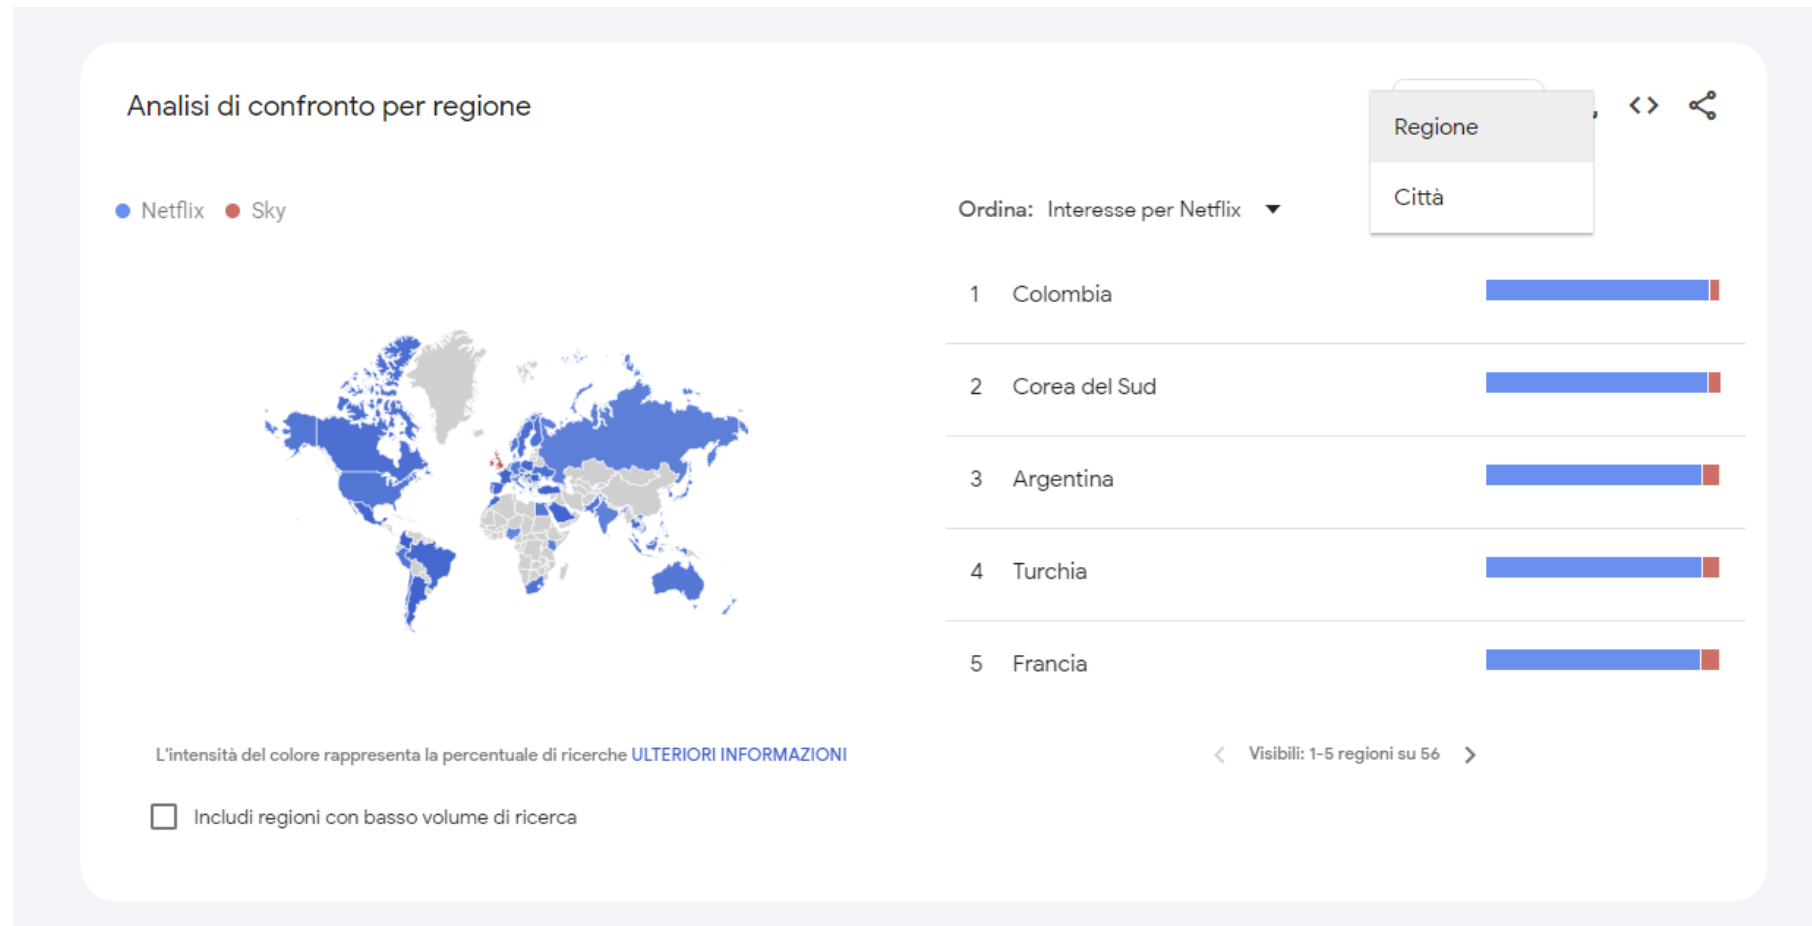 Analisi di confronto per regione
Regione
Città
Netflix Sky
Ordina: Interesse per Netflix
1 Colombia
2 Corea del Sud
3 Argentina
4 Turchia
5 Francia
L'intensità del colore rappresenta la percentuale di ricerche ULTERIORI INFORMAZIONI
Visibili: 1-5 regioni su 56
Includi regioni con basso volume di ricerca